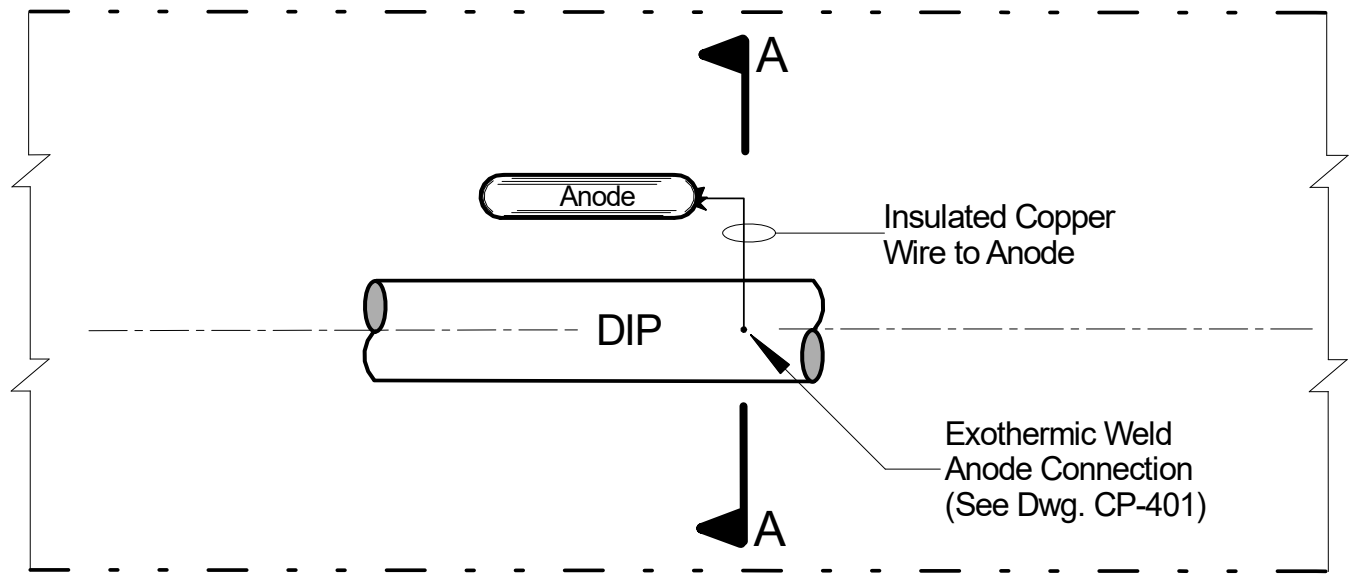 A
Anode
Insulated Copper
Wire to Anode
DIP
Exothermic Weld
Anode Connection
(See Dwg. CP-401)
A